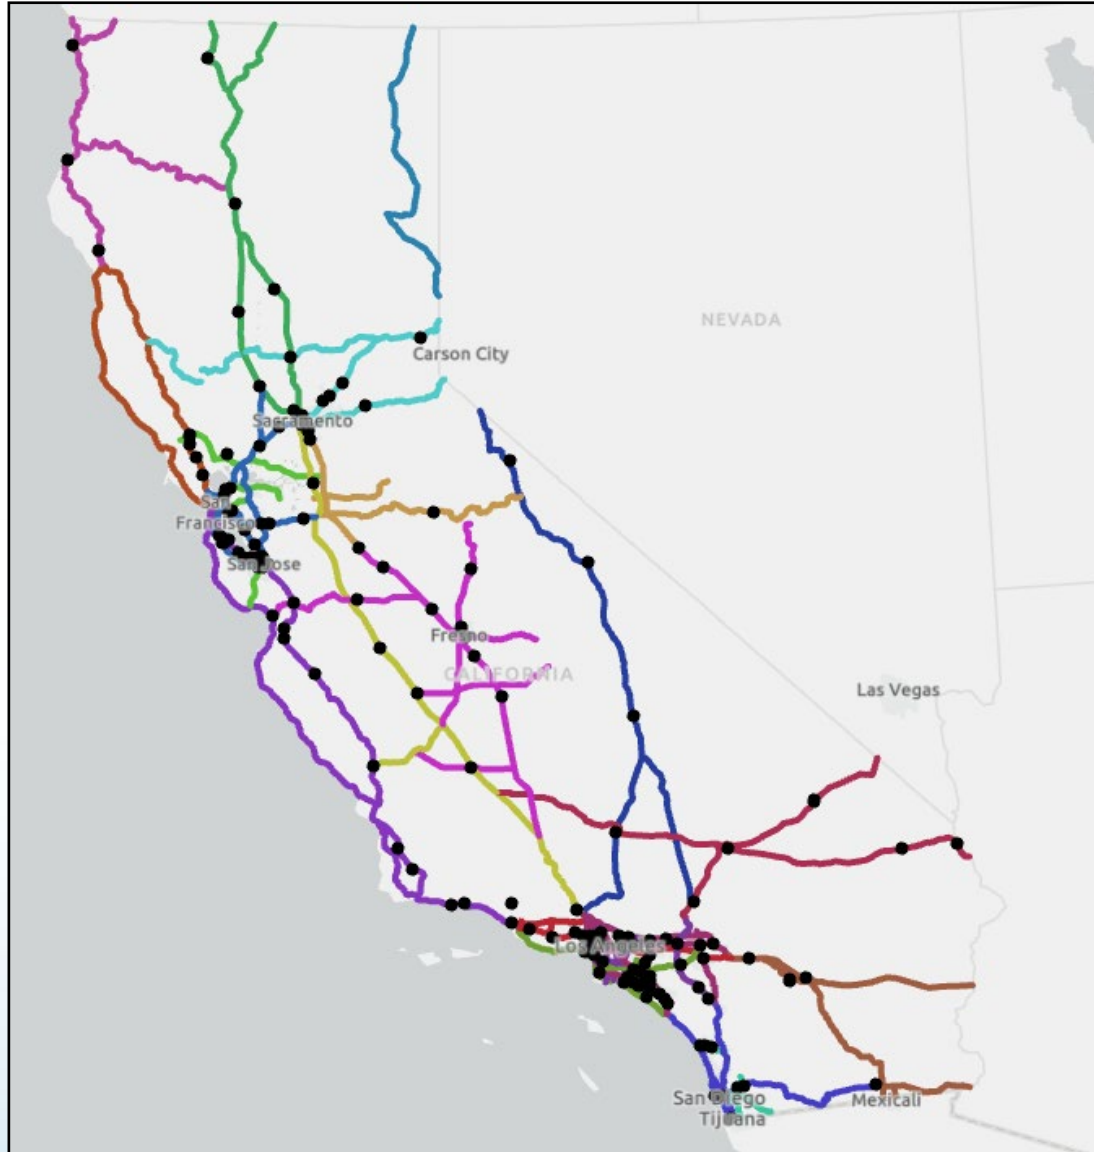 NEVADA
Carson City
Sacramento
San
Francisco
San Jose
Fresno
CALIFORNIA
Las Vegas
Los Angeles
San Diego
Tijuana
Mexicali